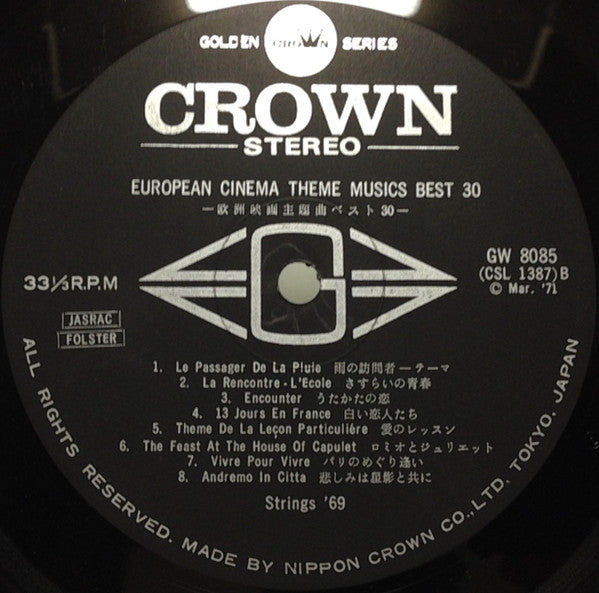 GOLDEN CROWN SERIES
CROWN
STEREO
EUROPEAN CINEMA THEME MUSICS BEST 30
—欧洲映画主題曲ベスト30—
33⅓R.P.M
GW 8085
(CSL 1387)B
℗ Mar. '71
JASRAC
FOLSTER
G
1. Le Passager De La Pluie 雨の訪問者—テーマ
2. La Rencontre-L'Ecole さすらいの青春
3. Encounter うたかたの恋
4. 13 Jours En France 白い恋人たち
5. Theme De La Leçon Particuliére 愛のレッスン
6. The Feast At The House Of Capulet ロミオとジュリエット
7. Vivre Pour Vivre パリのめぐり逢い
8. Andremo In Citta 悲しみは星影と共に
Strings '69
ALL RIGHTS RESERVED. MADE BY NIPPON CROWN CO.,LTD. TOKYO, JAPAN